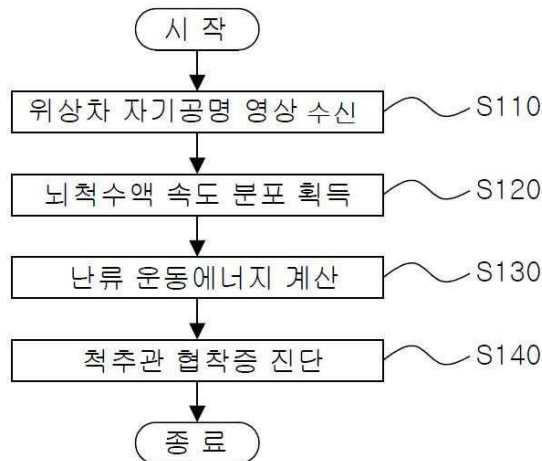 시 작
위상차 자기공명 영상 수신 S110
뇌척수액 속도 분포 획득 S120
난류 운동에너지 계산 S130
척추관 협착증 진단 S140
종 료